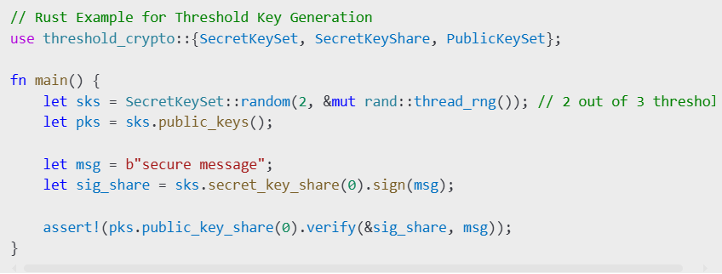 // Rust Example for Threshold Key Generation
use threshold_crypto::{SecretKeySet, SecretKeyShare, PublicKeySet};
fn main() {
let sks = SecretKeySet::random(2, &mut rand::thread_rng()); // 2 out of 3 threshol
let pks = sks.public_keys();
let msg = b"secure message";
let sig_share = sks.secret_key_share(0).sign(msg);
assert!(pks.public_key_share(0).verify(&sig_share, msg));
}